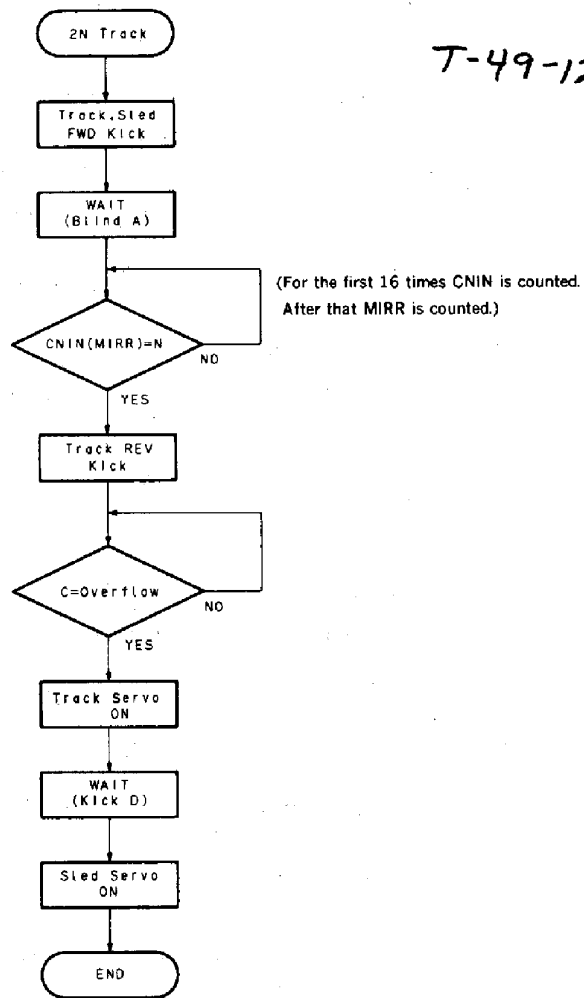 2N Track
T-49-12
Track,Sled
FWD Kick
WAIT
(Blind A)
(For the first 16 times CNIN is counted.
After that MIRR is counted.)
CNIN(MIRR)=N
NO
YES
Track REV
Kick
C=Overflow
NO
YES
Track Servo
ON
WAIT
(Kick D)
Sled Servo
ON
END